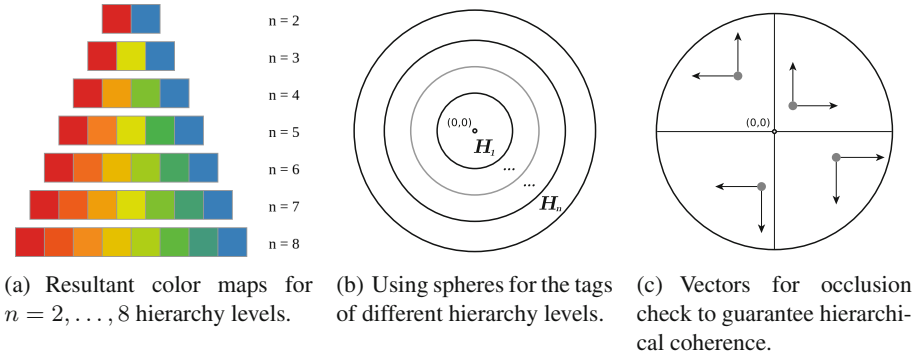 n = 2
n = 3
n = 4
n = 5
n = 6
n = 7
n = 8
(0,0)
H₁
...
...
Hₙ
(0,0)
(a) Resultant color maps for
n = 2, . . . , 8 hierarchy levels.
(b) Using spheres for the tags
of different hierarchy levels.
(c) Vectors for occlusion
check to guarantee hierarchi-
cal coherence.